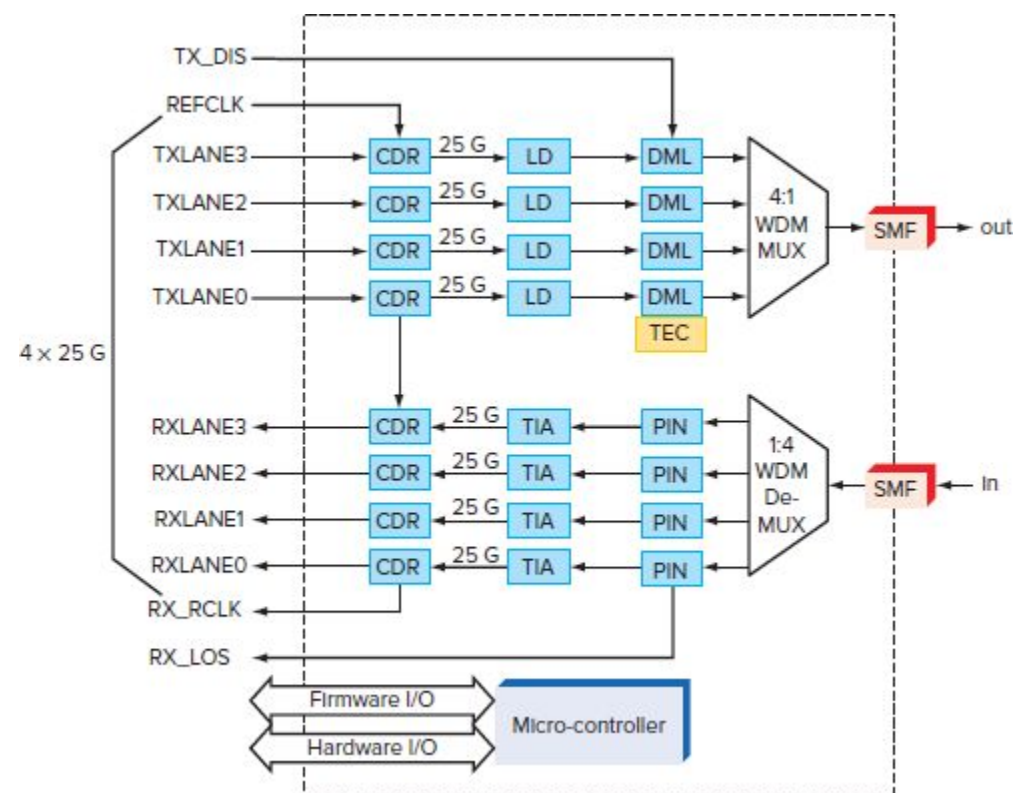 TX_DIS
REFCLK
TXLANE3 CDR 25 G LD DML
TXLANE2 CDR 25 G LD DML
TXLANE1 CDR 25 G LD DML
TXLANE0 CDR 25 G LD DML
TEC
4:1
WDM
MUX
SMF out
4 × 25 G
RXLANE3 CDR 25 G TIA PIN
RXLANE2 CDR 25 G TIA PIN
RXLANE1 CDR 25 G TIA PIN
RXLANE0 CDR 25 G TIA PIN
1:4
WDM
De-
MUX
SMF In
RX_RCLK
RX_LOS
Firmware I/O
Hardware I/O
Micro-controller